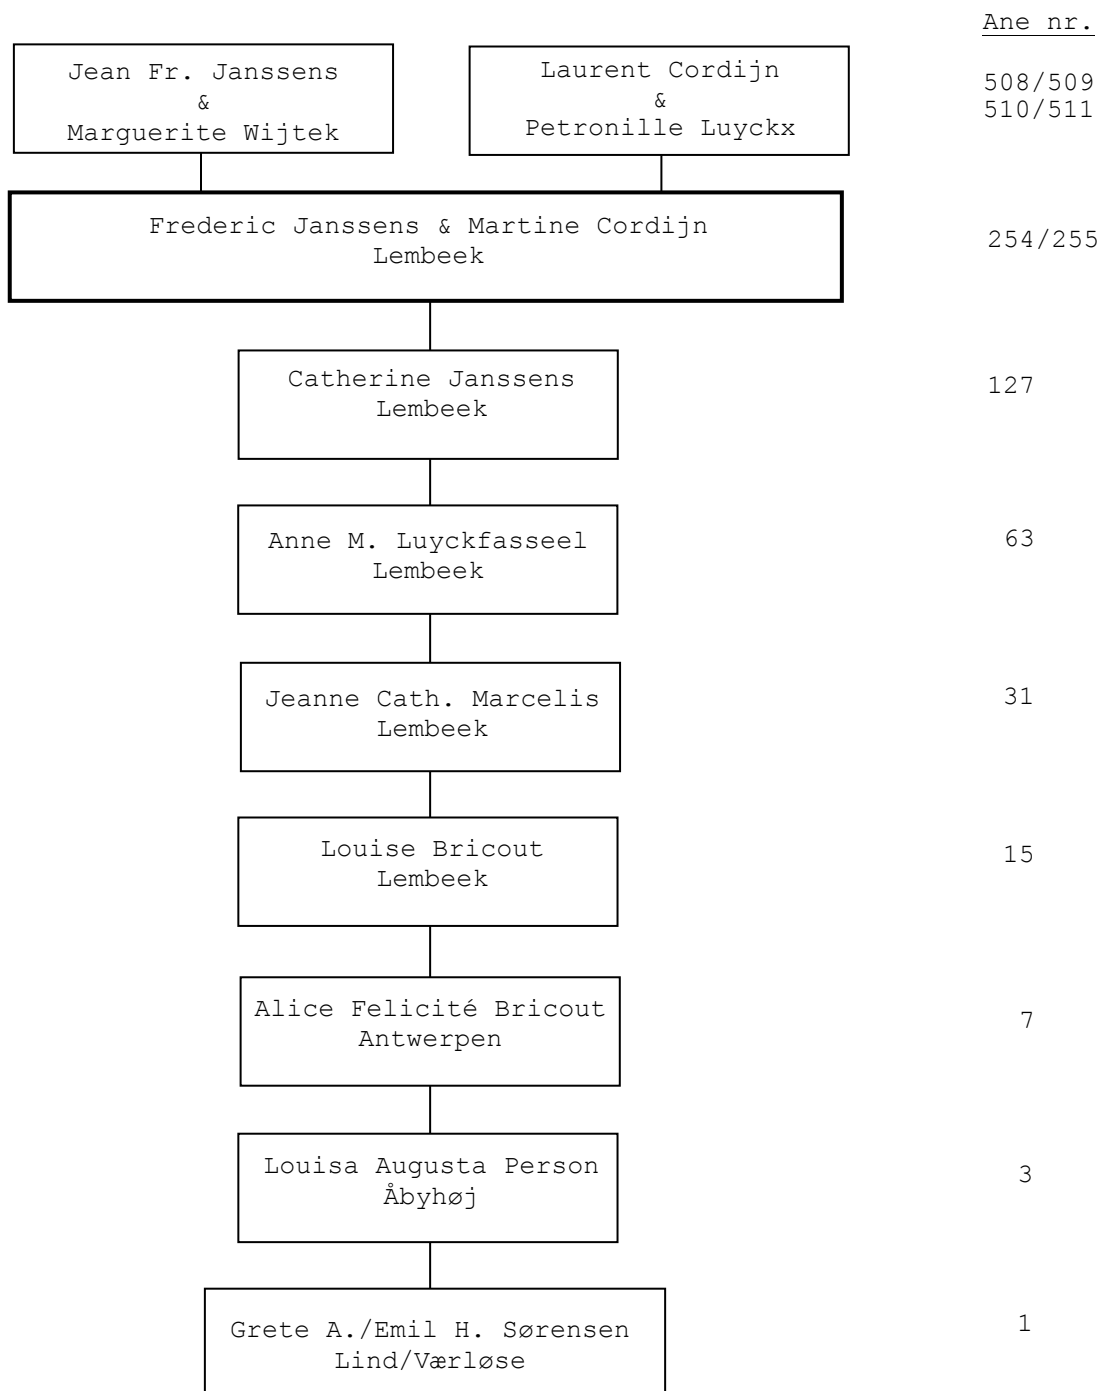 Ane nr.
Jean Fr. Janssens
&
Marguerite Wijtek
Laurent Cordijn
&
Petronille Luyckx
508/509
510/511
Frederic Janssens & Martine Cordijn
Lembeek
254/255
Catherine Janssens
Lembeek
127
Anne M. Luyckfasseel
Lembeek
63
Jeanne Cath. Marcelis
Lembeek
31
Louise Bricout
Lembeek
15
Alice Felicité Bricout
Antwerpen
7
Louisa Augusta Person
Åbyhøj
3
Grete A./Emil H. Sørensen
Lind/Værløse
1